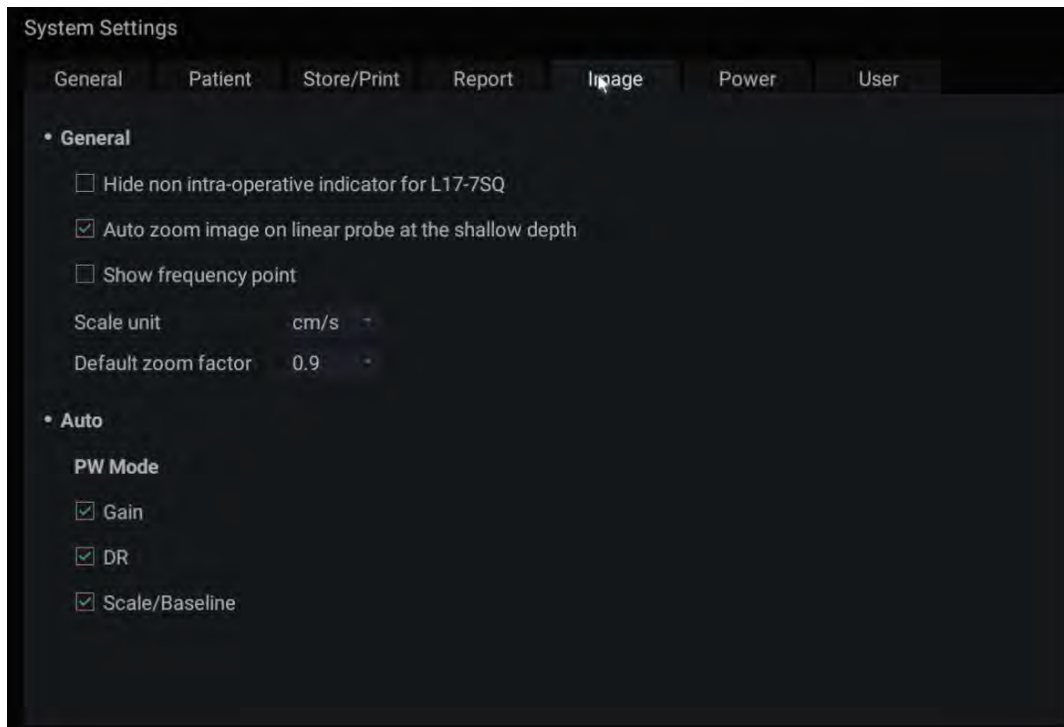 System Settings
General Patient Store/Print Report Image Power User
• General
Hide non intra-operative indicator for L17-7SQ
Auto zoom image on linear probe at the shallow depth
Show frequency point
Scale unit cm/s
Default zoom factor 0.9
• Auto
PW Mode
Gain
DR
Scale/Baseline